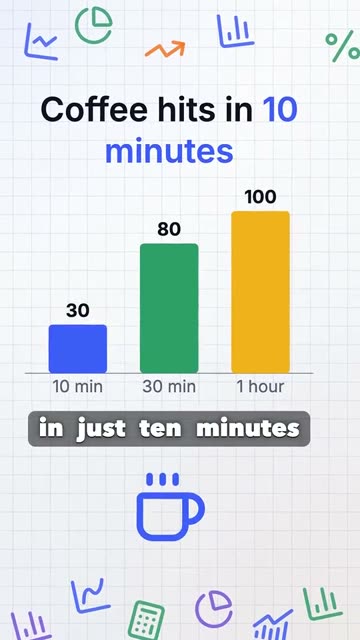 Coffee hits in 10
minutes
100
80
30
10 min
30 min
1 hour
in just ten minutes
%